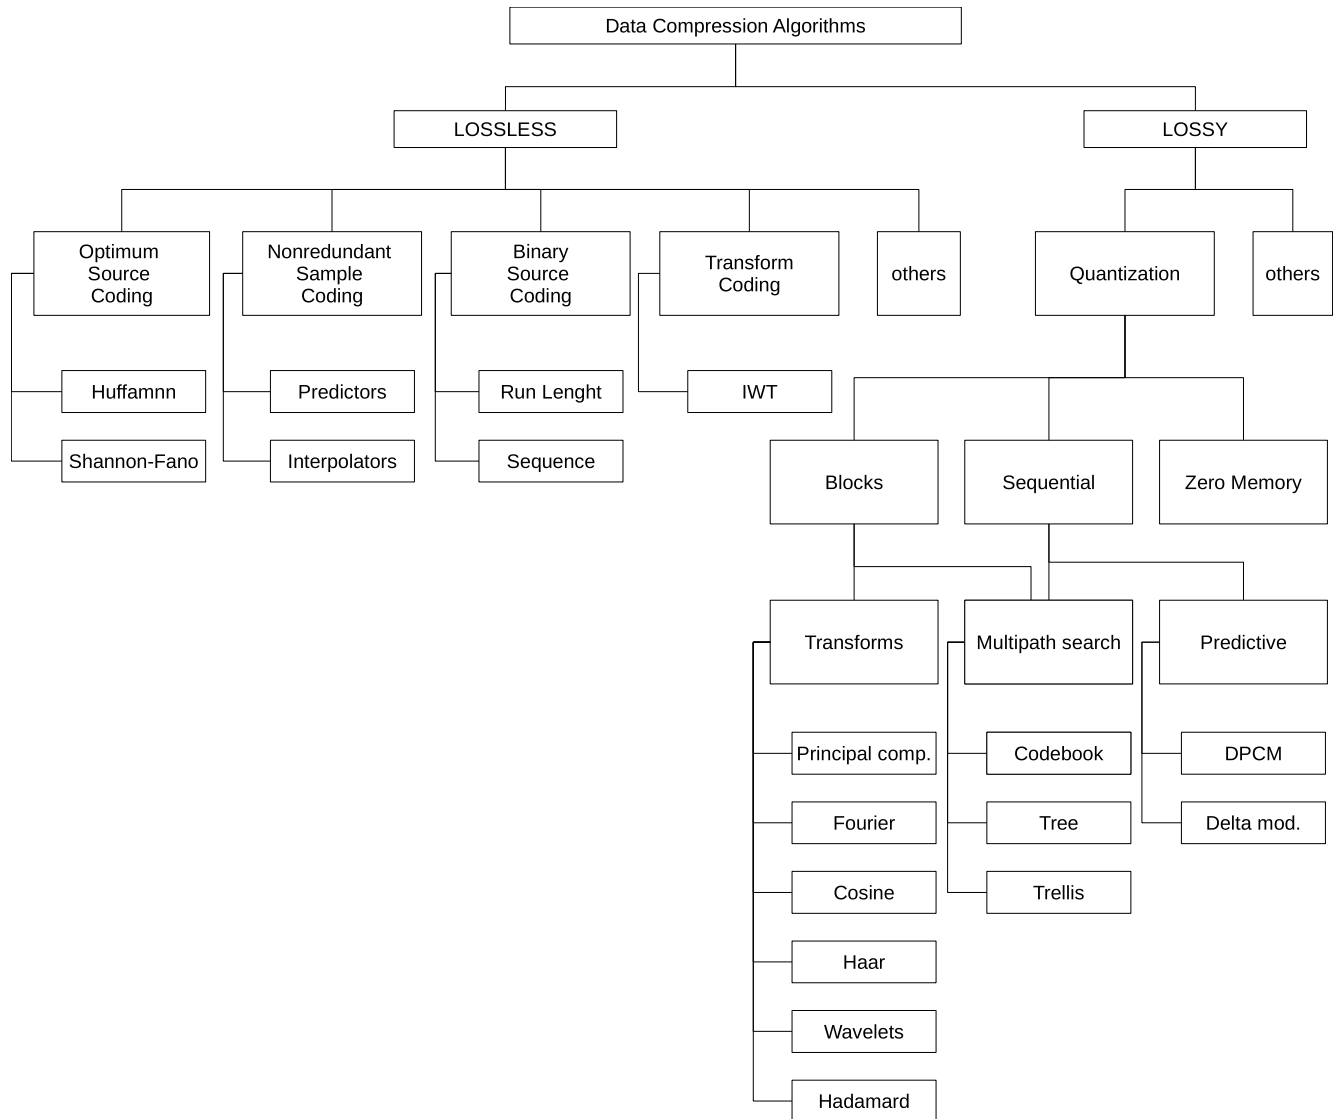 Data Compression Algorithms
LOSSLESS
LOSSY
Optimum
Source
Coding
Nonredundant
Sample
Coding
Binary
Source
Coding
Transform
Coding
others
Quantization
others
Huffamnn
Predictors
Run Lenght
IWT
Shannon-Fano
Interpolators
Sequence
Blocks
Sequential
Zero Memory
Transforms
Multipath search
Predictive
Principal comp.
Codebook
DPCM
Fourier
Tree
Delta mod.
Cosine
Trellis
Haar
Wavelets
Hadamard